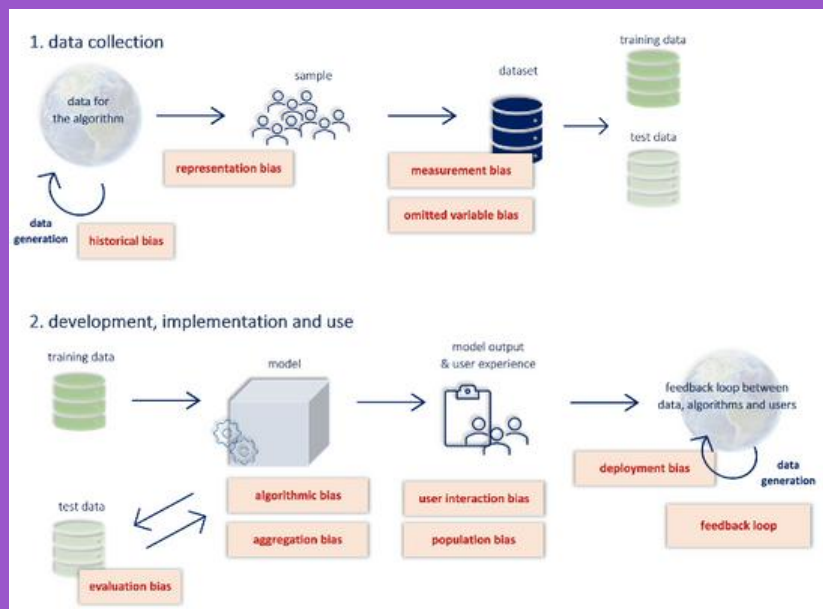 1. data collection
data for
the algorithm
sample
dataset
training data
test data
representation bias
measurement bias
omitted variable bias
data
generation
historical bias
2. development, implementation and use
training data
model
model output
& user experience
feedback loop between
data, algorithms and users
deployment bias
data
generation
feedback loop
algorithmic bias
aggregation bias
user interaction bias
population bias
test data
evaluation bias